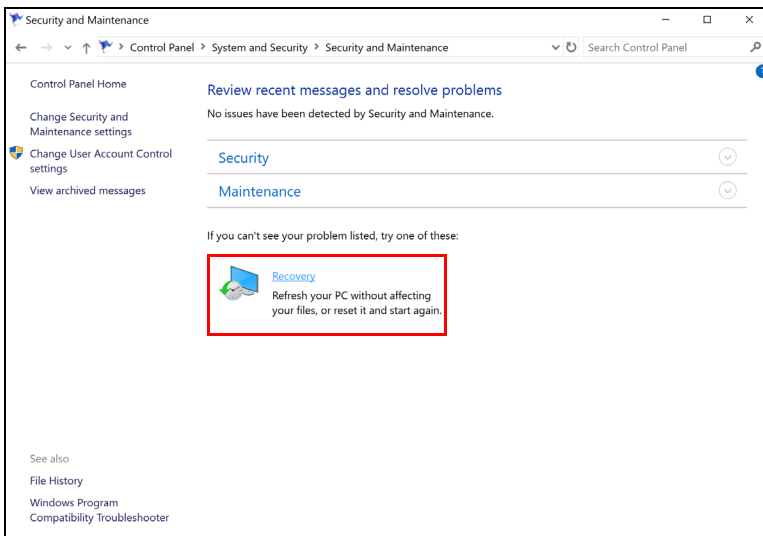 Security and Maintenance
Control Panel > System and Security > Security and Maintenance
Search Control Panel
Control Panel Home
Change Security and
Maintenance settings
Change User Account Control
settings
View archived messages
Review recent messages and resolve problems
No issues have been detected by Security and Maintenance.
Security
Maintenance
If you can't see your problem listed, try one of these:
Recovery
Refresh your PC without affecting
your files, or reset it and start again.
See also
File History
Windows Program
Compatibility Troubleshooter